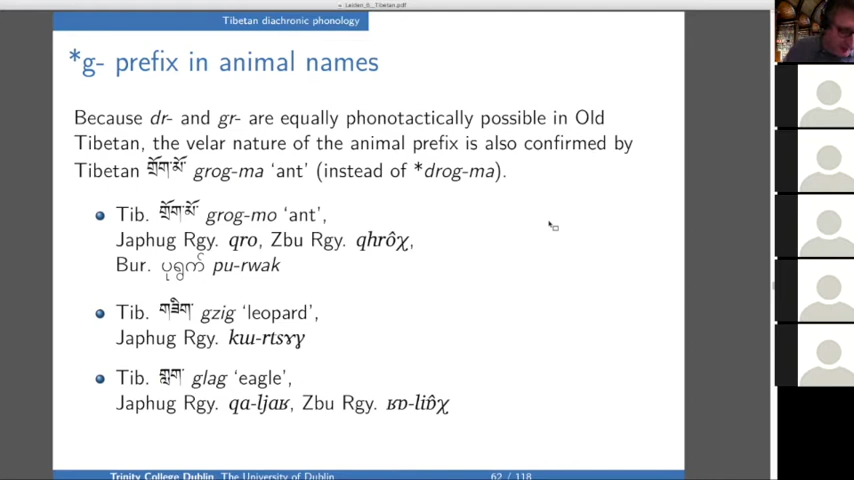 Leiden_B__Tibetan.pdf
Tibetan diachronic phonology
*g- prefix in animal names
Because dr- and gr- are equally phonotactically possible in Old
Tibetan, the velar nature of the animal prefix is also confirmed by
Tibetan གྲོག་མོ grog-ma ‘ant’ (instead of *drog-ma).
Tib. གྲོག་མོ grog-mo ‘ant’,
Japhug Rgy. qro, Zbu Rgy. qhrôχ,
Bur. ပုရွက် pu-rwak
Tib. གཟིག་ gzig ‘leopard’,
Japhug Rgy. kɯ-rtsɤɣ
Tib. གླག་ glag ‘eagle’,
Japhug Rgy. qa-ljaʁ, Zbu Rgy. ʁɒ-liɒ̂χ
Trinity College Dublin, The University of Dublin 62 / 118